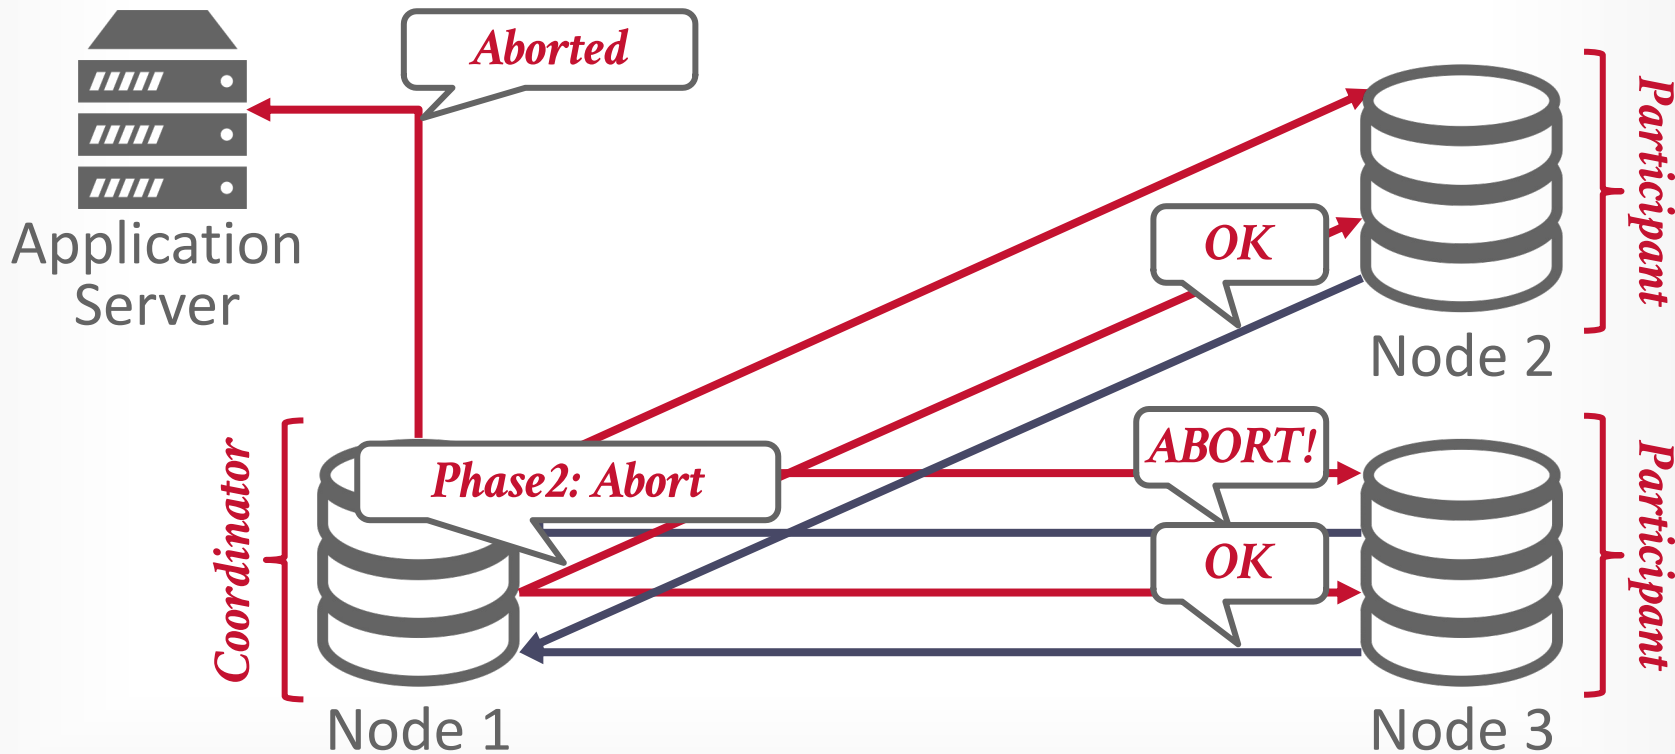 Aborted
Application
Server
Participant
OK
Node 2
Coordinator
Phase2: Abort
ABORT!
OK
Participant
Node 1
Node 3